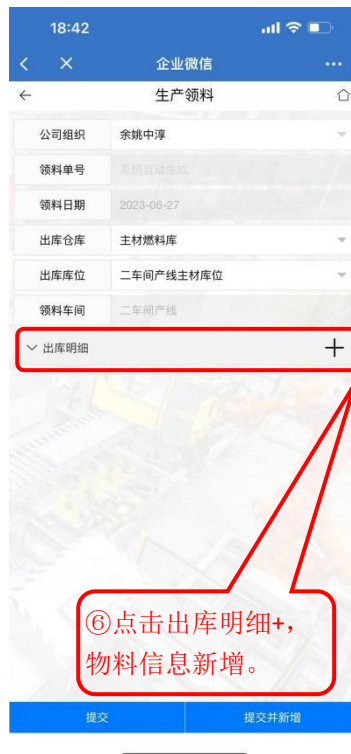 18:42
企业微信
生产领料
公司组织 余姚中淳
领料单号 系统自动生成
领料日期 2023-06-27
出库仓库 主材燃料库
出库库位 二车间产线主材库位
领料车间 二车间产线
出库明细 +
⑥点击出库明细+,
物料信息新增。
提交 提交并新增